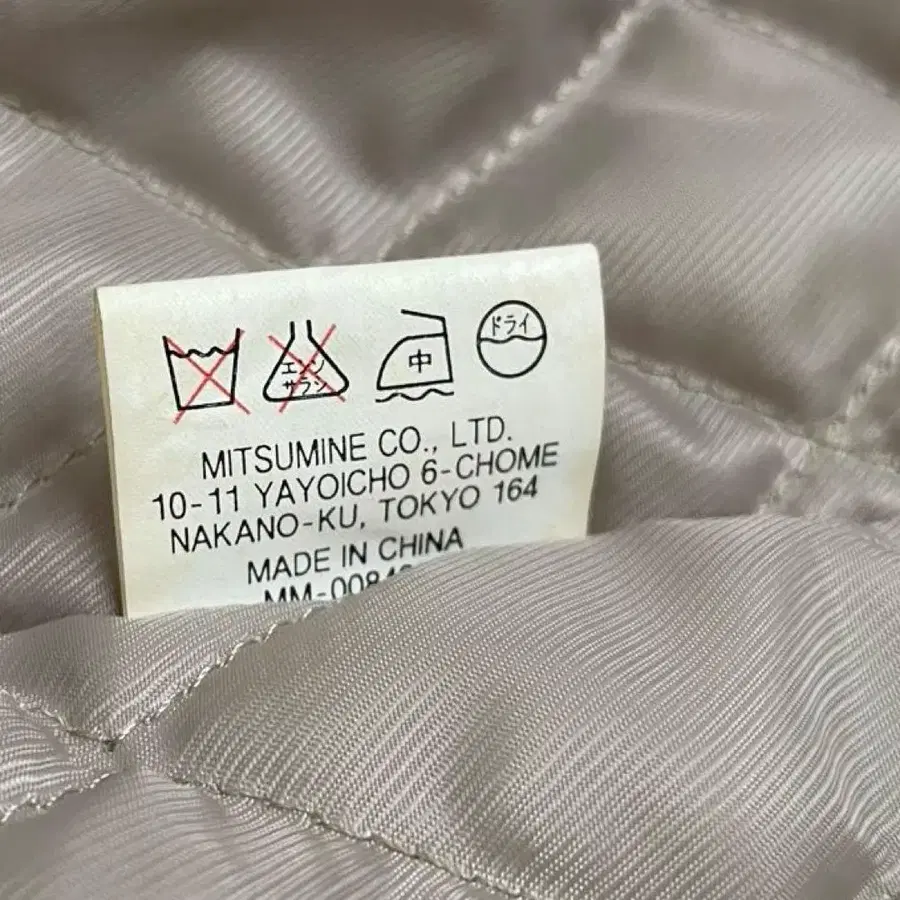 エンソ
サラシ
中
ドライ
MITSUMINE CO., LTD.
10-11 YAYOICHO 6-CHOME
NAKANO-KU, TOKYO 164
MADE IN CHINA